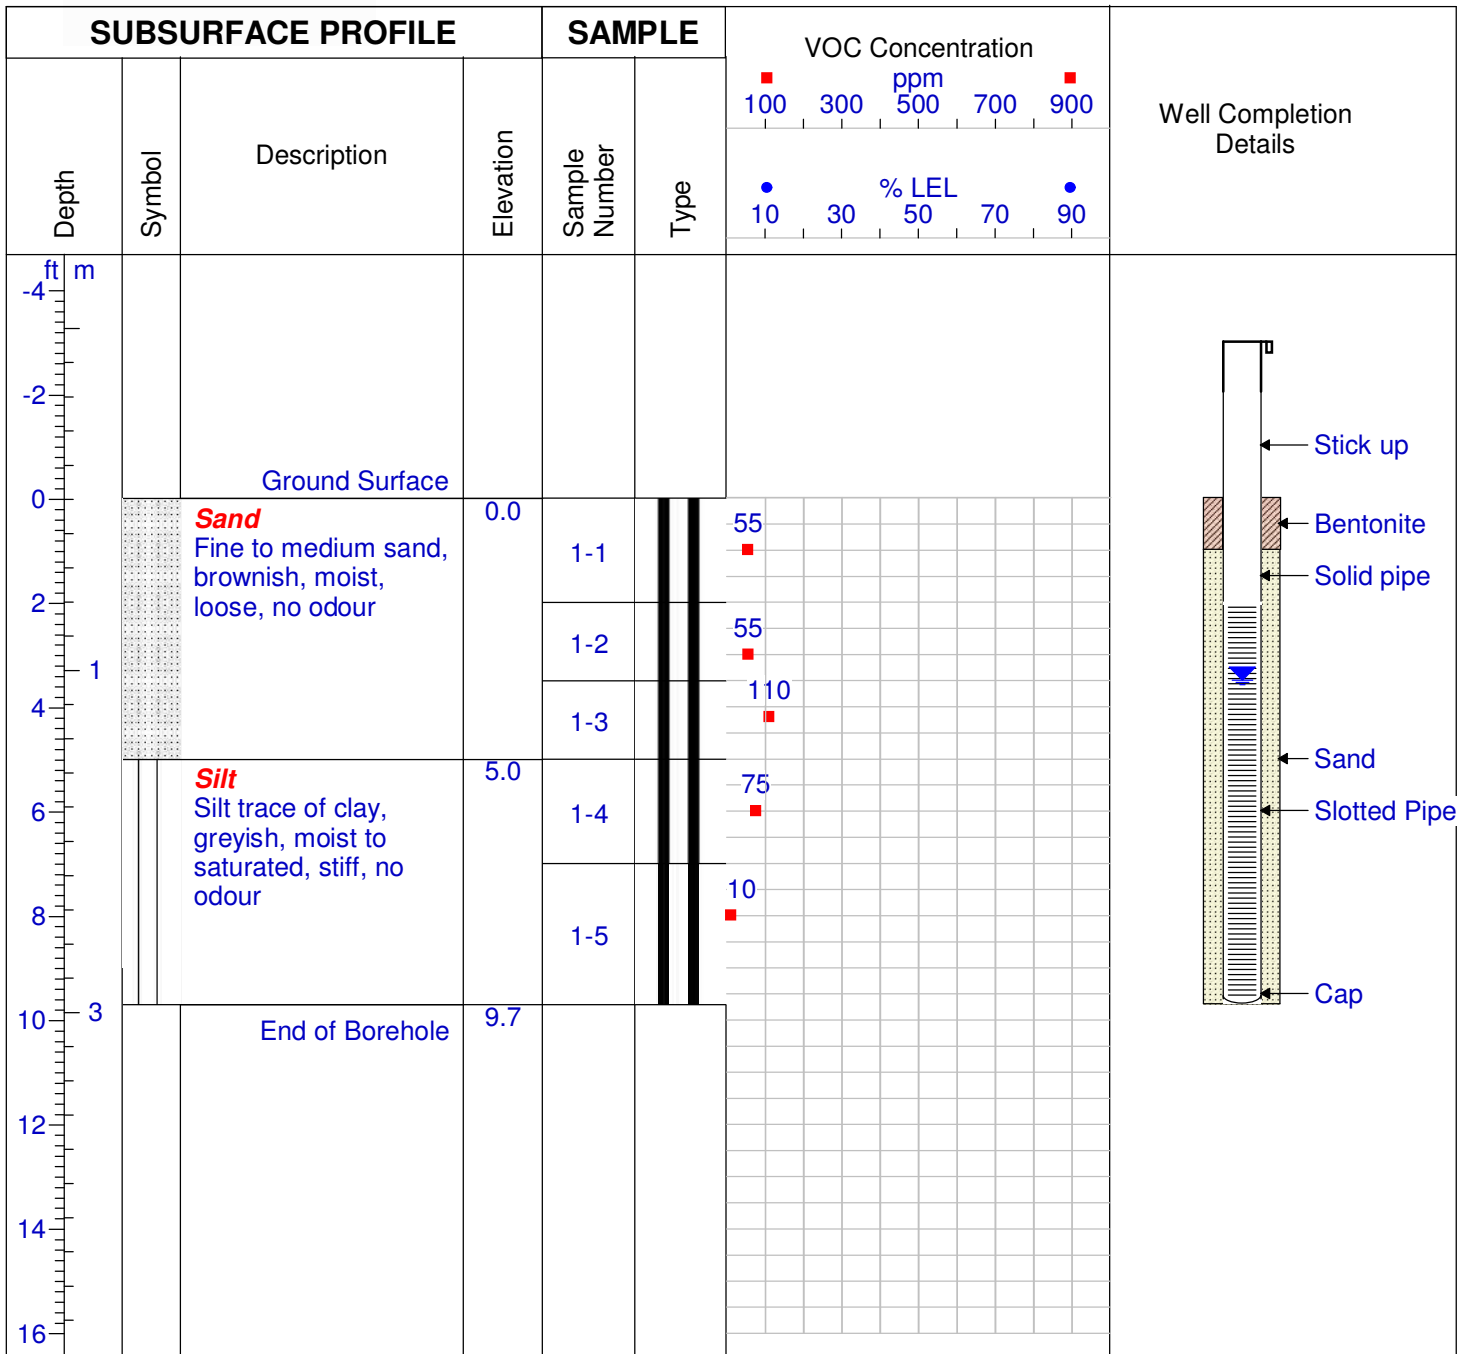 SUBSURFACE PROFILE
SAMPLE
VOC Concentration
ppm
100 300 500 700 900
% LEL
10 30 50 70 90
Well Completion
Details
Depth
Symbol
Description
Elevation
Sample
Number
Type
ft m
-4
-2
Stick up
Ground Surface
0
0.0
Sand
Fine to medium sand,
brownish, moist,
loose, no odour
1-1
55
Bentonite
Solid pipe
2
1-2
55
1
110
4
1-3
Sand
5.0
Silt
Silt trace of clay,
greyish, moist to
saturated, stiff, no
odour
75
6
1-4
Slotted Pipe
10
8
1-5
Cap
3
10
End of Borehole
9.7
12
14
16